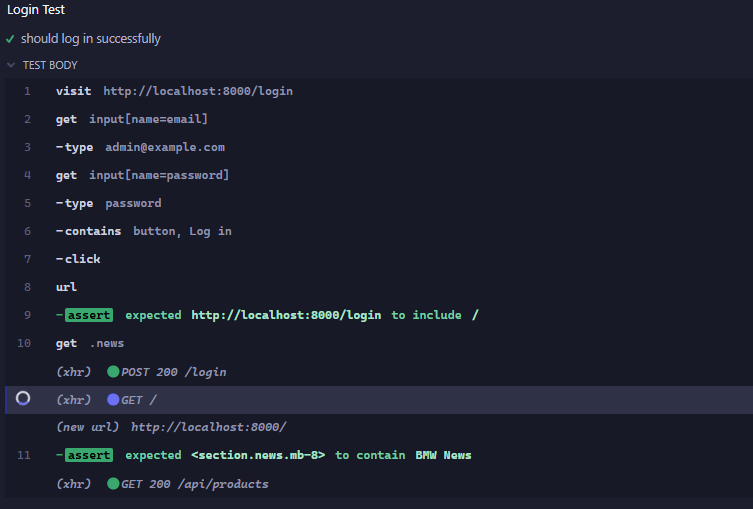 Login Test
should log in successfully
TEST BODY
1 visit http://localhost:8000/login
2 get input[name=email]
3 -type admin@example.com
4 get input[name=password]
5 -type password
6 -contains button, Log in
7 -click
8 url
9 -assert expected http://localhost:8000/login to include /
10 get .news
(xhr) POST 200 /login
(xhr) GET /
(new url) http://localhost:8000/
11 -assert expected <section.news.mb-8> to contain BMW News
(xhr) GET 200 /api/products